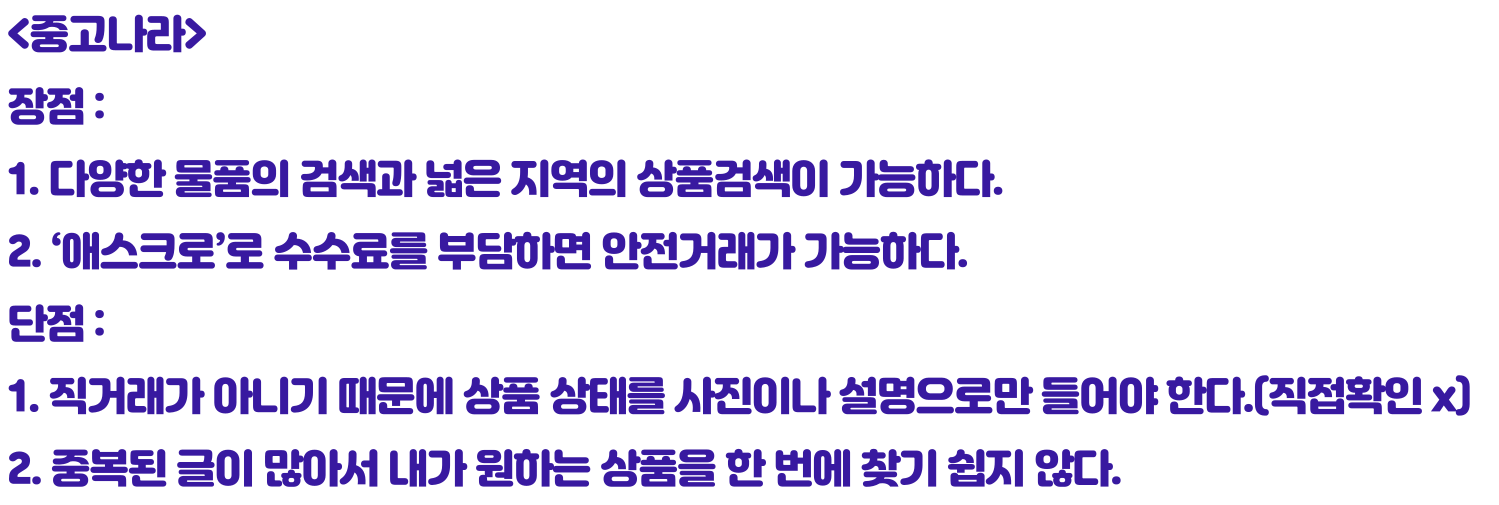 <중고나라>
장점 :
1. 다양한 물품의 검색과 넓은 지역의 상품검색이 가능하다.
2. ‘애스크로’로 수수료를 부담하면 안전거래가 가능하다.
단점 :
1. 직거래가 아니기 때문에 상품 상태를 사진이나 설명으로만 들어야 한다.(직접확인 x)
2. 중복된 글이 많아서 내가 원하는 상품을 한 번에 찾기 쉽지 않다.